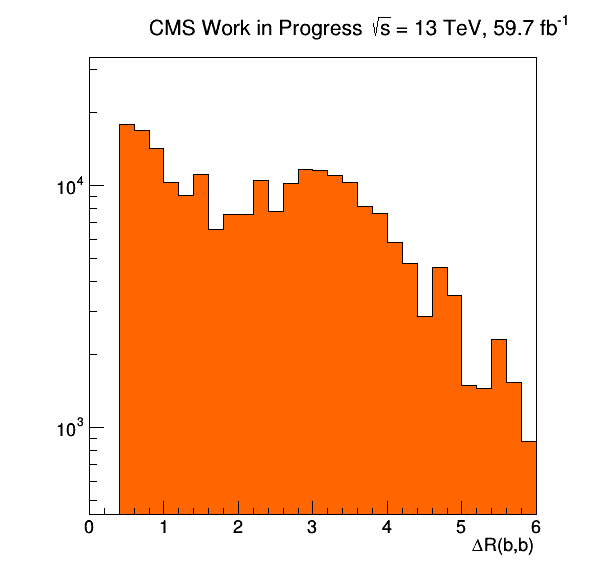 CMS Work in Progress √s = 13 TeV, 59.7 fb⁻¹
10⁴
10³
0 1 2 3 4 5 6
ΔR(b,b)